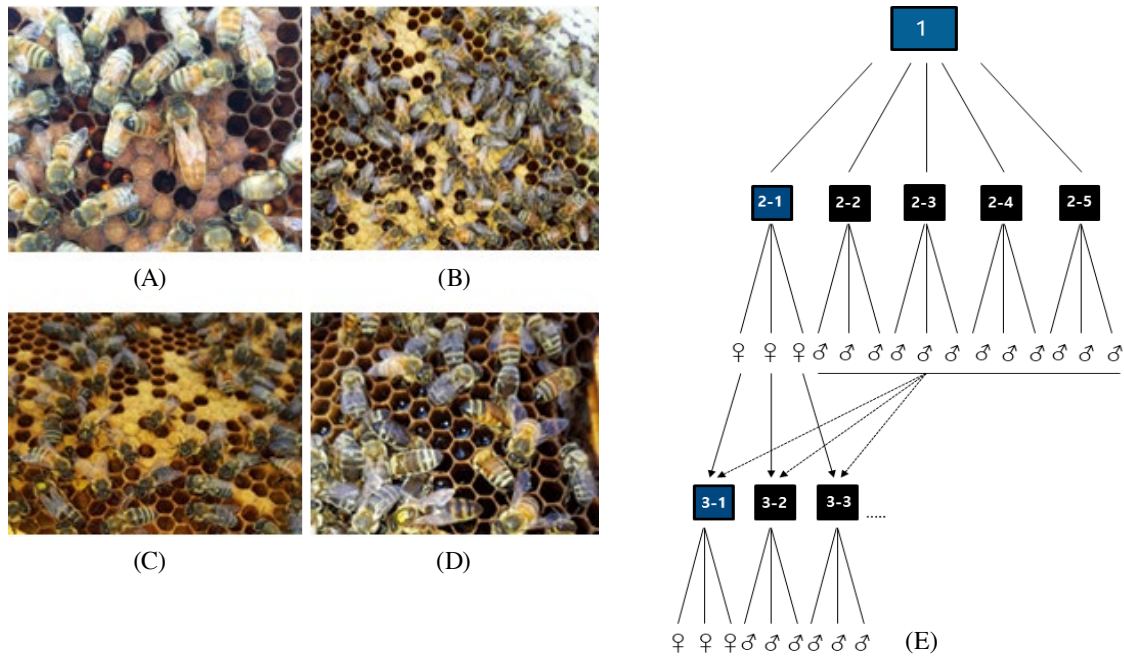 (A)
(B)
(C)
(D)
1
2-1
2-2
2-3
2-4
2-5
♀ ♀ ♀ ♂ ♂ ♂ ♂ ♂ ♂ ♂ ♂ ♂ ♂ ♂ ♂
3-1
3-2
3-3
.....
♀ ♀ ♀ ♂ ♂ ♂ ♂ ♂ ♂
(E)